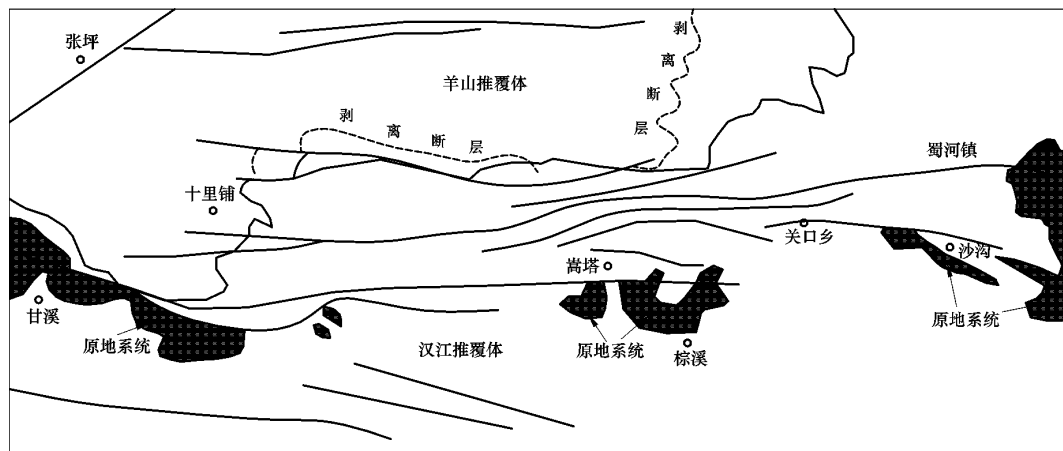 张坪
羊山推覆体
剥离断层
剥离断层
蜀河镇
十里铺
关口乡
沙沟
嵩塔
甘溪
原地系统
汉江推覆体
原地系统
棕溪
原地系统